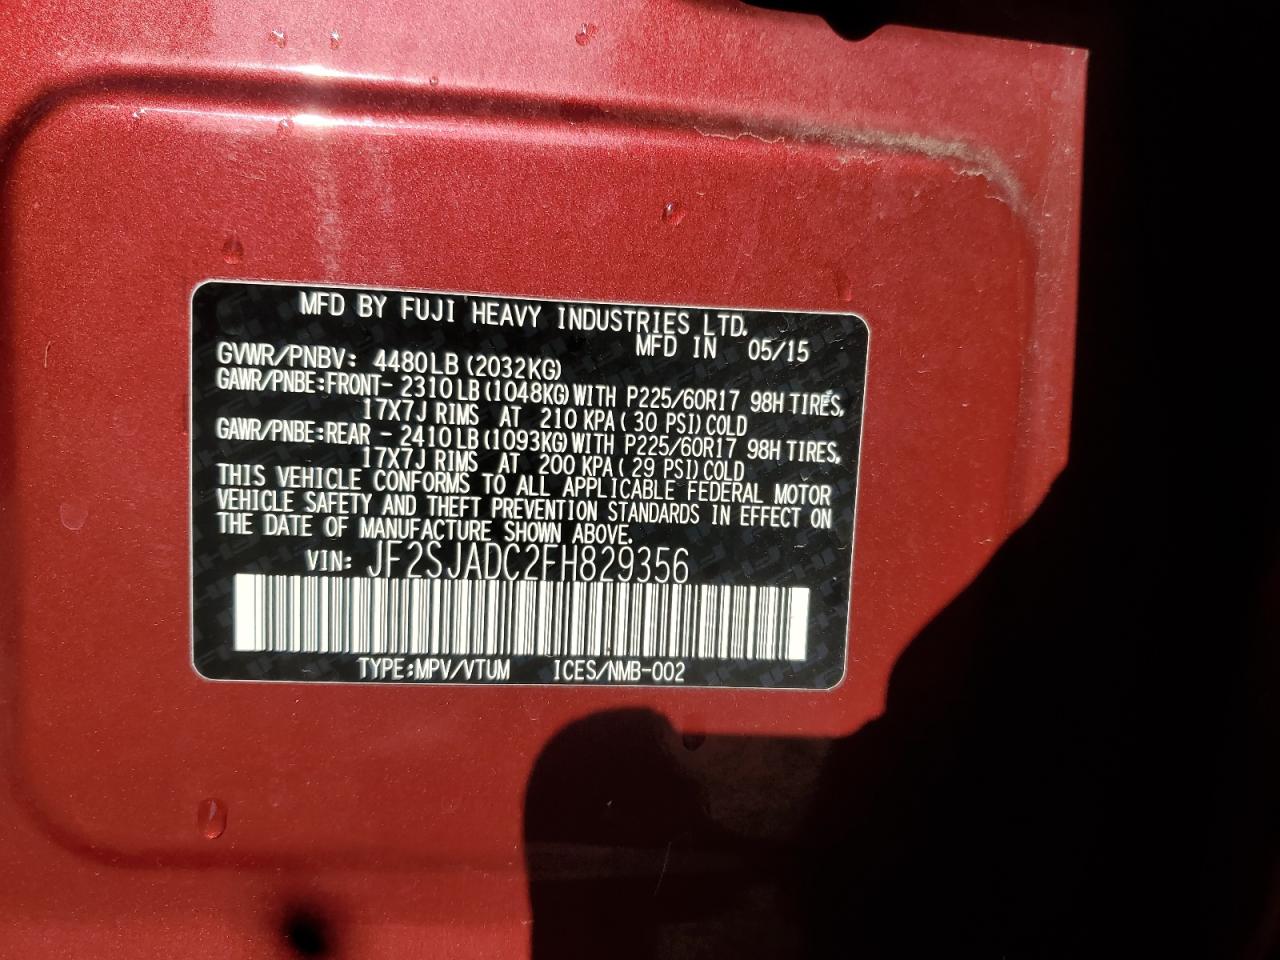 MFD BY FUJI HEAVY INDUSTRIES LTD.
MFD IN 05/15
GVWR/PNBV: 4480LB (2032KG)
GAWR/PNBE:FRONT- 2310LB (1048KG) WITH P225/60R17 98H TIRES,
17X7J RIMS AT 210 KPA (30 PSI) COLD
GAWR/PNBE:REAR - 2410LB (1093KG) WITH P225/60R17 98H TIRES,
17X7J RIMS AT 200 KPA (29 PSI) COLD
THIS VEHICLE CONFORMS TO ALL APPLICABLE FEDERAL MOTOR
VEHICLE SAFETY AND THEFT PREVENTION STANDARDS IN EFFECT ON
THE DATE OF MANUFACTURE SHOWN ABOVE.
VIN: JF2SJADC2FH829356
TYPE:MPV/VTUM ICES/NMB-002